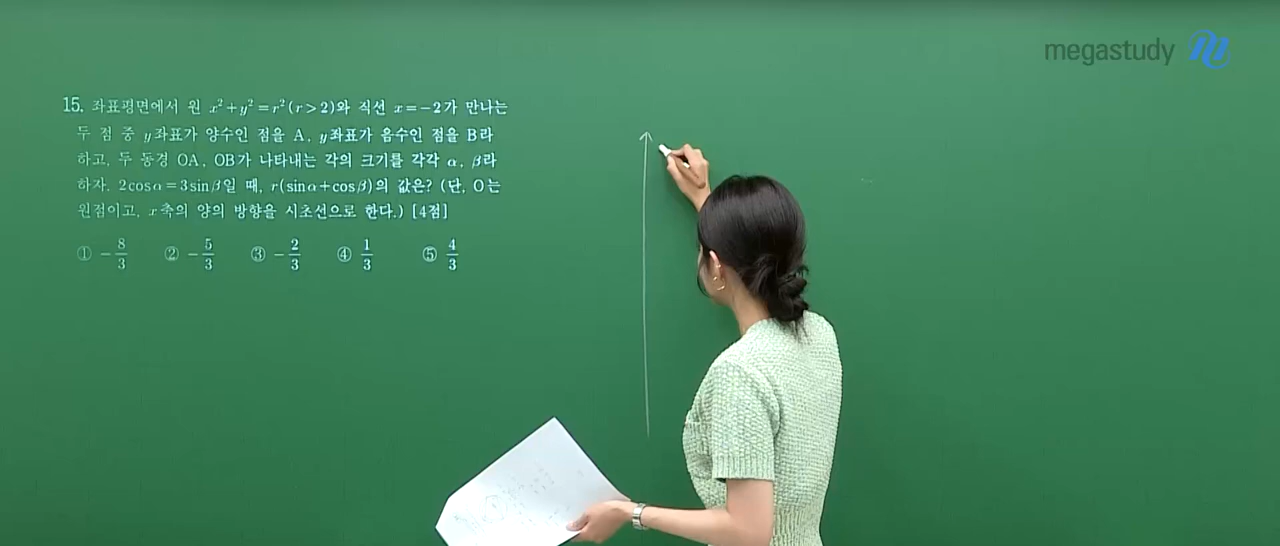 megastudy
15. 좌표평면에서 원 x²+y²=r²(r>2)와 직선 x=−2가 만나는
두 점 중 y좌표가 양수인 점을 A, y좌표가 음수인 점을 B라
하고, 두 동경 OA, OB가 나타내는 각의 크기를 각각 α, β라
하자. 2cosα=3sinβ일 때, r(sinα+cosβ)의 값은? (단, O는
원점이고, x축의 양의 방향을 시초선으로 한다.) [4점]
① −8/3 ② −5/3 ③ −2/3 ④ 1/3 ⑤ 4/3